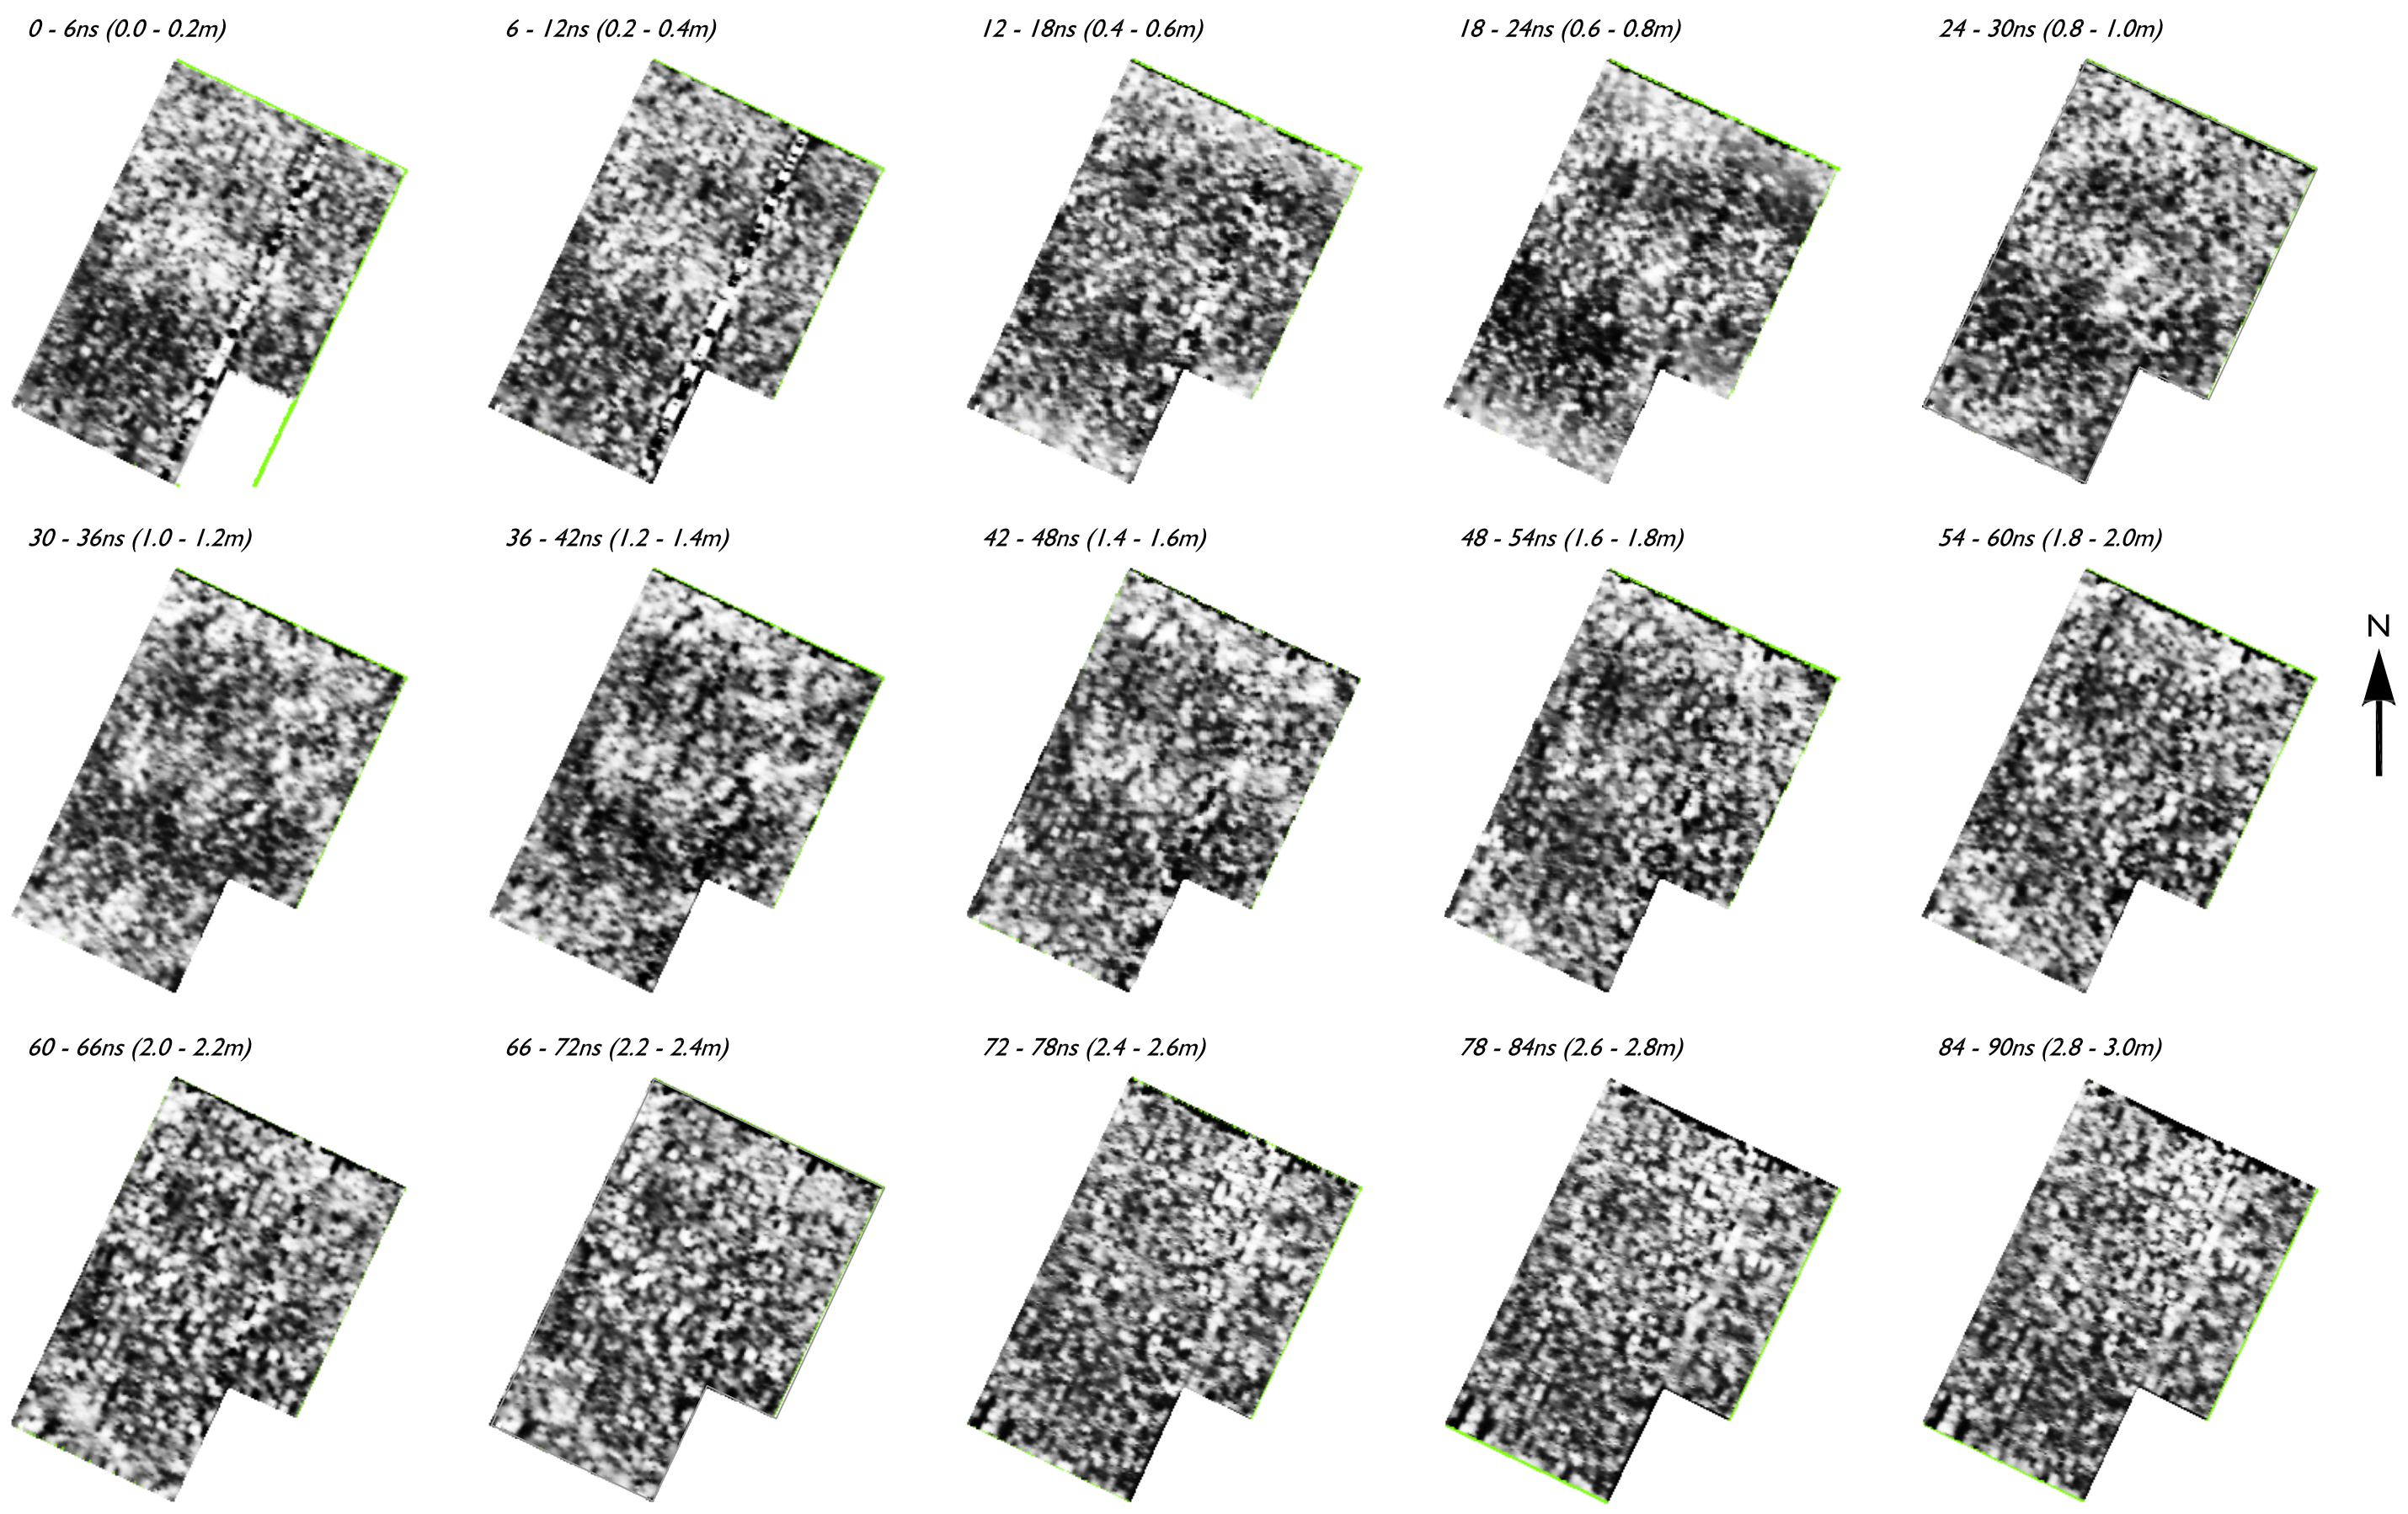 0 - 6ns (0.0 - 0.2m)
6 - 12ns (0.2 - 0.4m)
12 - 18ns (0.4 - 0.6m)
18 - 24ns (0.6 - 0.8m)
24 - 30ns (0.8 - 1.0m)
30 - 36ns (1.0 - 1.2m)
36 - 42ns (1.2 - 1.4m)
42 - 48ns (1.4 - 1.6m)
48 - 54ns (1.6 - 1.8m)
54 - 60ns (1.8 - 2.0m)
N
60 - 66ns (2.0 - 2.2m)
66 - 72ns (2.2 - 2.4m)
72 - 78ns (2.4 - 2.6m)
78 - 84ns (2.6 - 2.8m)
84 - 90ns (2.8 - 3.0m)